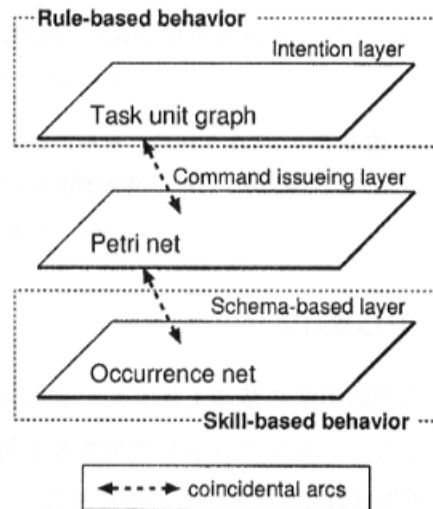 Rule-based behavior
Intention layer
Task unit graph
Command issueing layer
Petri net
Schema-based layer
Occurrence net
Skill-based behavior
coincidental arcs